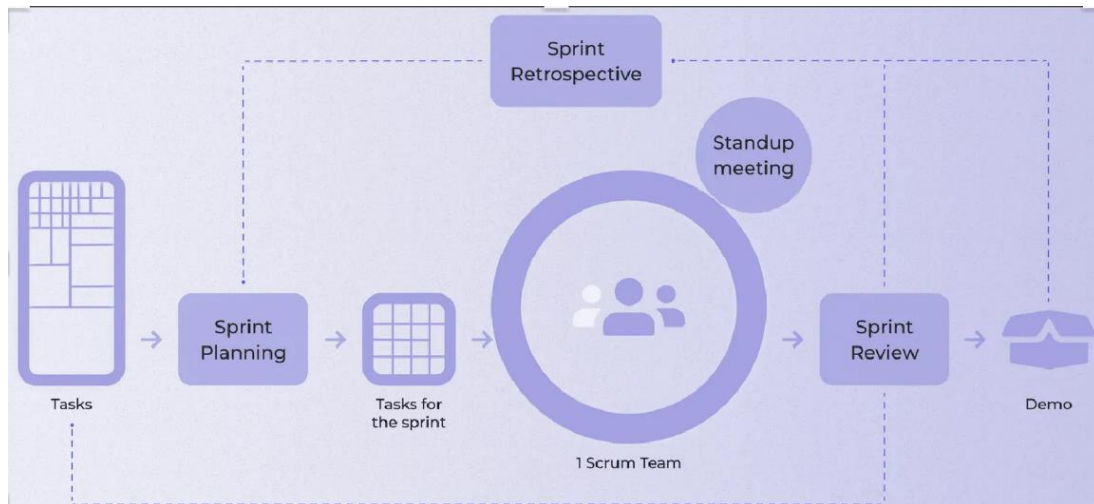 Sprint
Retrospective
Standup
meeting
Sprint
Planning
Sprint
Review
Tasks
Tasks for
the sprint
1 Scrum Team
Demo